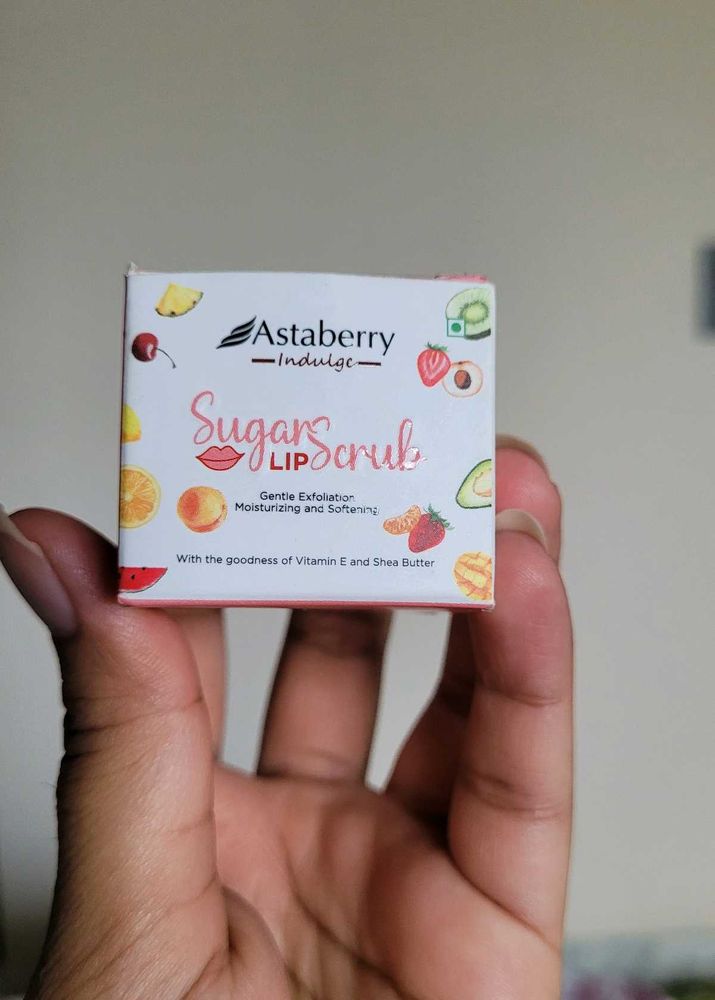 Astaberry
Indulge
Sugar
LIP Scrub
Gentle Exfoliation
Moisturizing and Softening
With the goodness of Vitamin E and Shea Butter